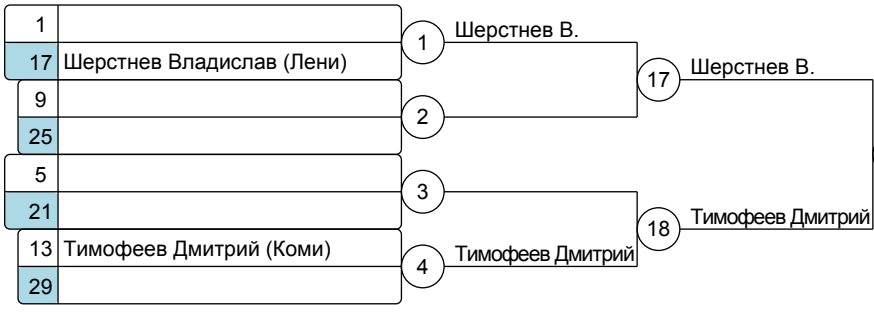 1
17 Шерстнев Владислав (Лени)
9
25
5
21
13 Тимофеев Дмитрий (Коми)
29
1 Шерстнев В.
2
3
4 Тимофеев Дмитрий
17 Шерстнев В.
18 Тимофеев Дмитрий